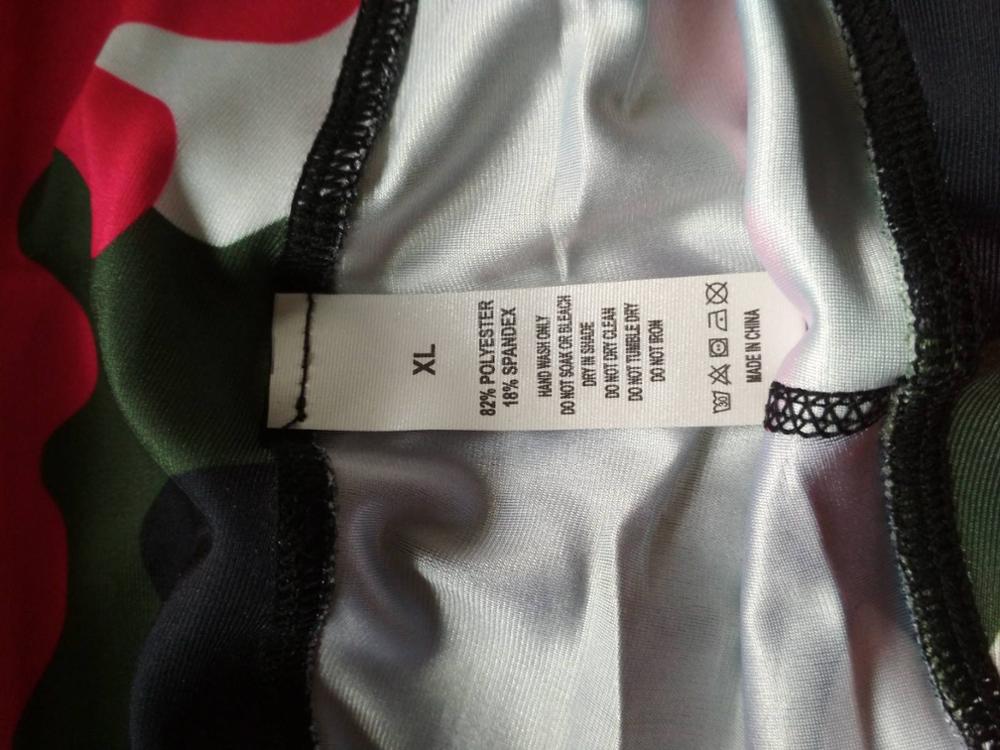 XL
82% POLYESTER
18% SPANDEX
HAND WASH ONLY
DO NOT SOAK OR BLEACH
DRY IN SHADE
DO NOT DRY CLEAN
DO NOT TUMBLE DRY
DO NOT IRON
30
MADE IN CHINA